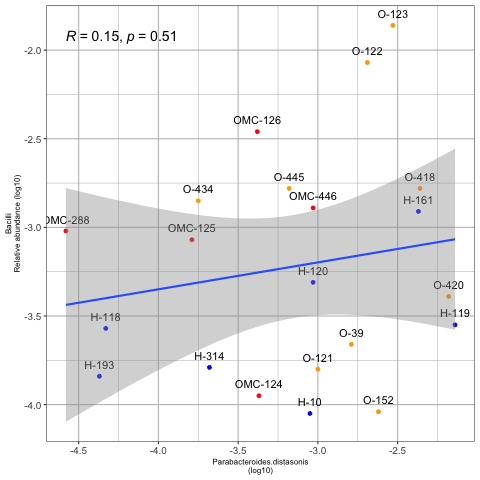 R = 0.15, p = 0.51
O-123
O-122
OMC-126
O-445
O-418
O-434
OMC-446
H-161
OMC-288
OMC-125
H-120
O-420
H-118
H-119
O-39
H-314
O-121
H-193
OMC-124
H-10
O-152
-2.0
-2.5
-3.0
-3.5
-4.0
Bacilli
Relative abundance (log10)
-4.5 -4.0 -3.5 -3.0 -2.5
Parabacteroides.distasonis
(log10)